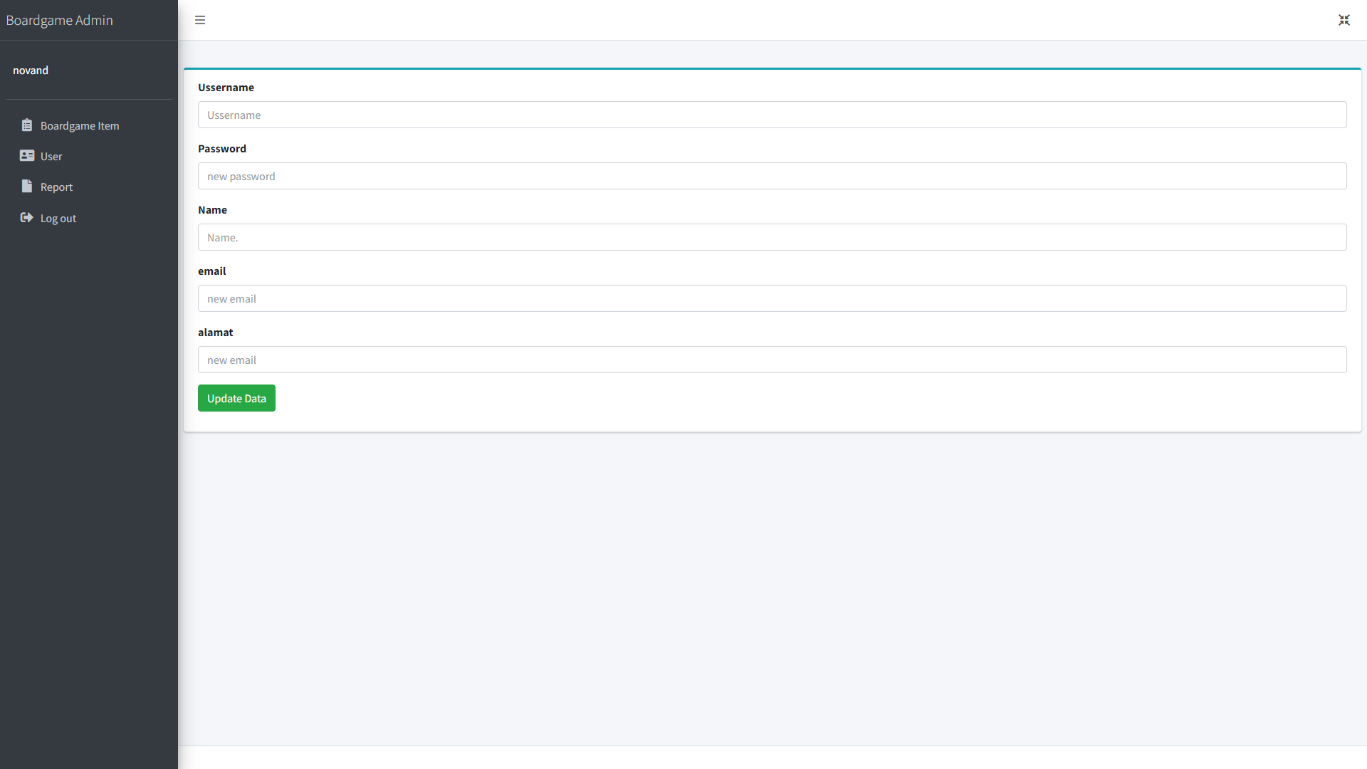 Boardgame Admin
novand
Boardgame Item
User
Report
Log out
Ussername
Ussername
Password
new password
Name
Name.
email
new email
alamat
new email
Update Data